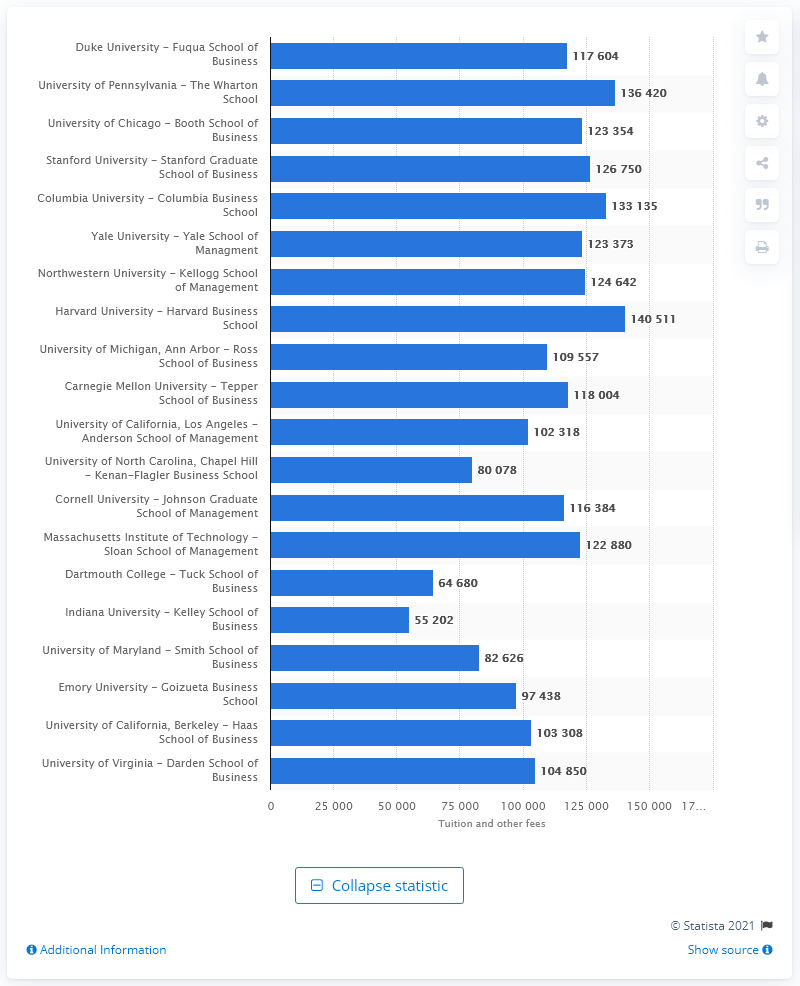 Duke University - Fuqua School of
Business
117 604
University of Pennsylvania - The Wharton
School
136 420
University of Chicago - Booth School of
Business
123 354
Stanford University - Stanford Graduate
School of Business
126 750
Columbia University - Columbia Business
School
133 135
Yale University - Yale School of
Managment
123 373
Northwestern University - Kellogg School
of Management
124 642
Harvard University - Harvard Business
School
140 511
University of Michigan, Ann Arbor - Ross
School of Business
109 557
Carnegie Mellon University - Tepper
School of Business
118 004
University of California, Los Angeles -
Anderson School of Management
102 318
University of North Carolina, Chapel Hill
- Kenan-Flagler Business School
80 078
Cornell University - Johnson Graduate
School of Management
116 384
Massachusetts Institute of Technology -
Sloan School of Management
122 880
Dartmouth College - Tuck School of
Business
64 680
Indiana University - Kelley School of
Business
55 202
University of Maryland - Smith School of
Business
82 626
Emory University - Goizueta Business
School
97 438
University of California, Berkeley - Haas
School of Business
103 308
University of Virginia - Darden School of
Business
104 850
0 25 000 50 000 75 000 100 000 125 000 150 000 17...
Tuition and other fees
Collapse statistic
© Statista 2021
Additional Information
Show source